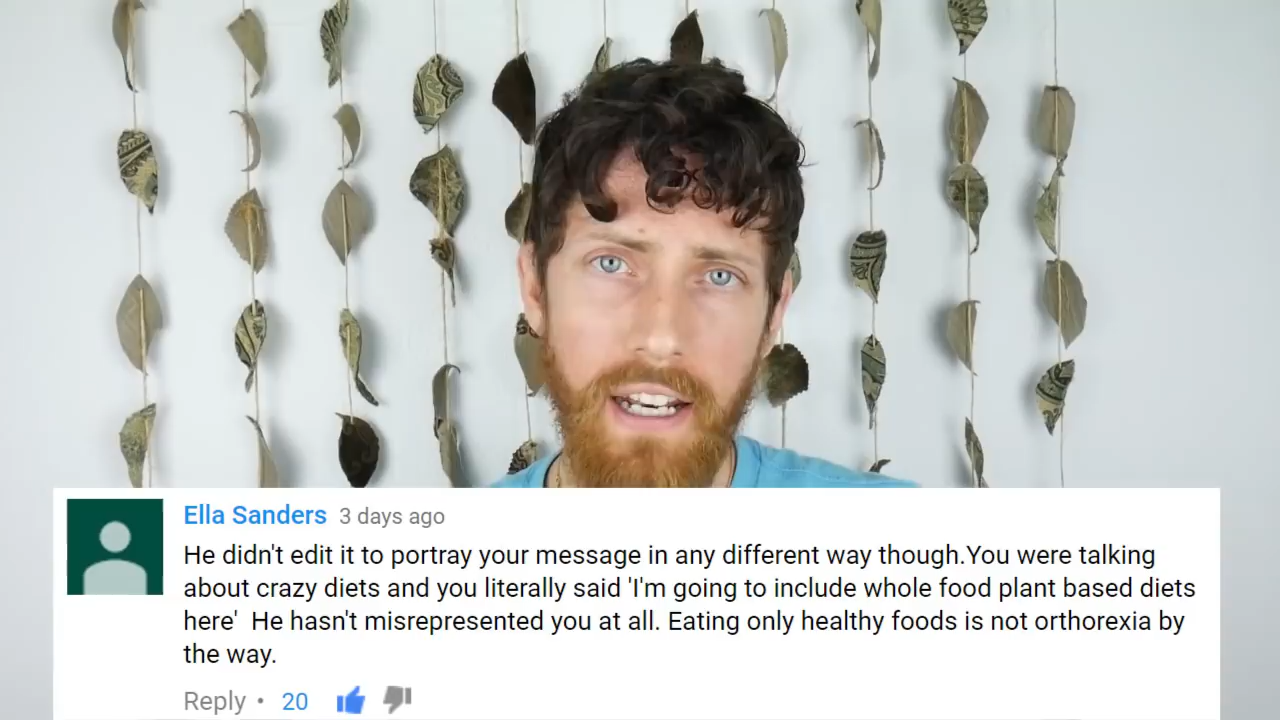 Ella Sanders 3 days ago
He didn't edit it to portray your message in any different way though.You were talking
about crazy diets and you literally said 'I'm going to include whole food plant based diets
here'  He hasn't misrepresented you at all. Eating only healthy foods is not orthorexia by
the way.
Reply • 20